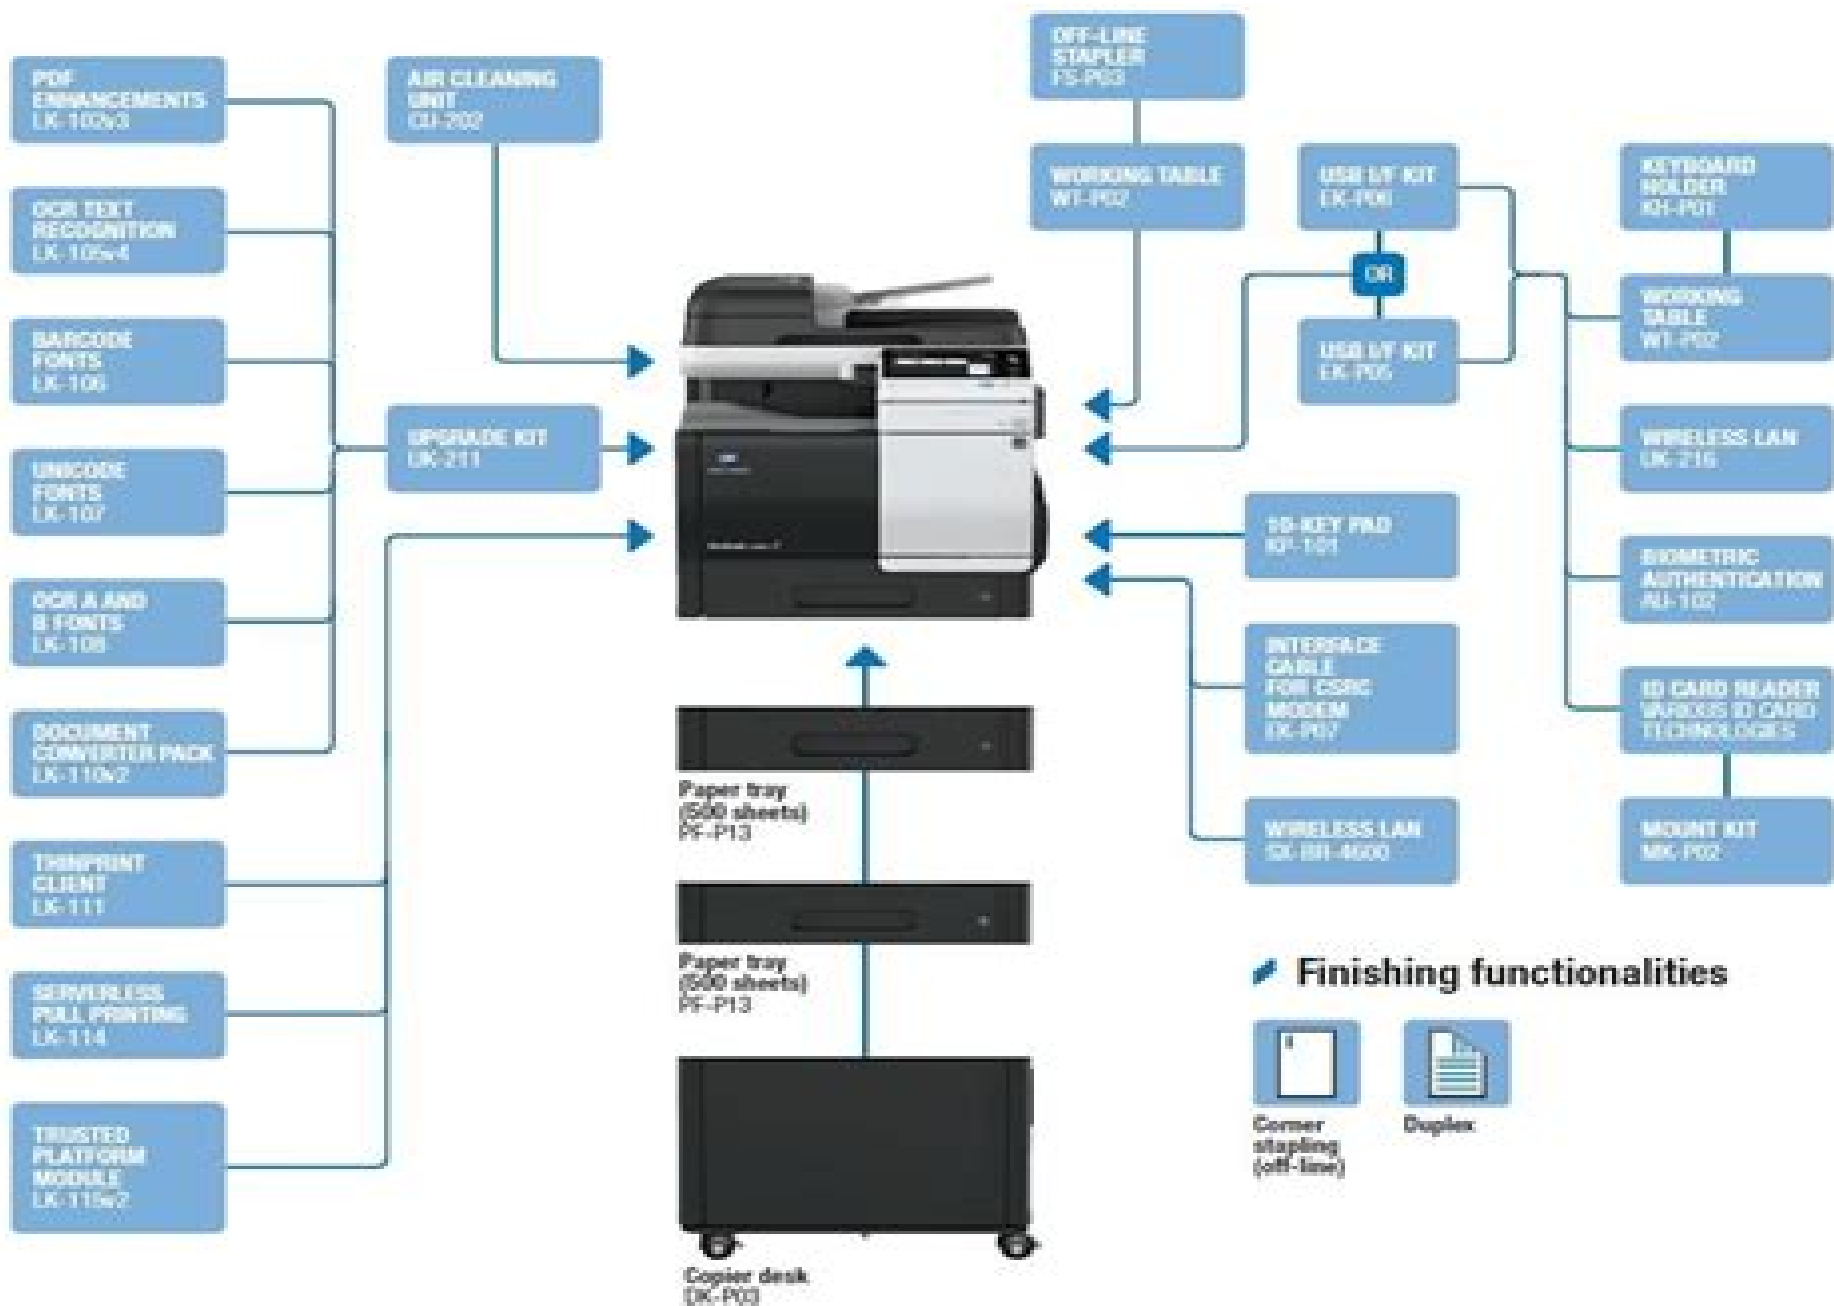 PDF
ENHANCEMENTS
LK-102v3
OCR TEXT
RECOGNITION
LK-105v4
BARCODE
FONTS
LK-106
UNICODE
FONTS
LK-107
OCR A AND
B FONTS
LK-108
DOCUMENT
CONVERTER PACK
LK-110v2
THINPRINT
CLIENT
LK-111
SERVERLESS
PULL PRINTING
LK-114
TRUSTED
PLATFORM
MODULE
LK-115v2
AIR CLEANING
UNIT
CU-202
UPGRADE KIT
UK-211
Paper tray
(500 sheets)
PF-P13
Paper tray
(500 sheets)
PF-P13
Copier desk
DK-P03
OFF-LINE
STAPLER
FS-P03
WORKING TABLE
WT-P02
USB I/F KIT
EK-P06
OR
USB I/F KIT
EK-P05
10-KEY PAD
KP-101
INTERFACE
CABLE
FOR CSRC
MODEM
EK-P07
WIRELESS LAN
SX-BR-4600
KEYBOARD
HOLDER
KH-P01
WORKING
TABLE
WT-P02
WIRELESS LAN
UK-216
BIOMETRIC
AUTHENTICATION
AU-102
ID CARD READER
VARIOUS ID CARD
TECHNOLOGIES
MOUNT KIT
MK-P02
Finishing functionalities
Corner
stapling
(off-line)
Duplex